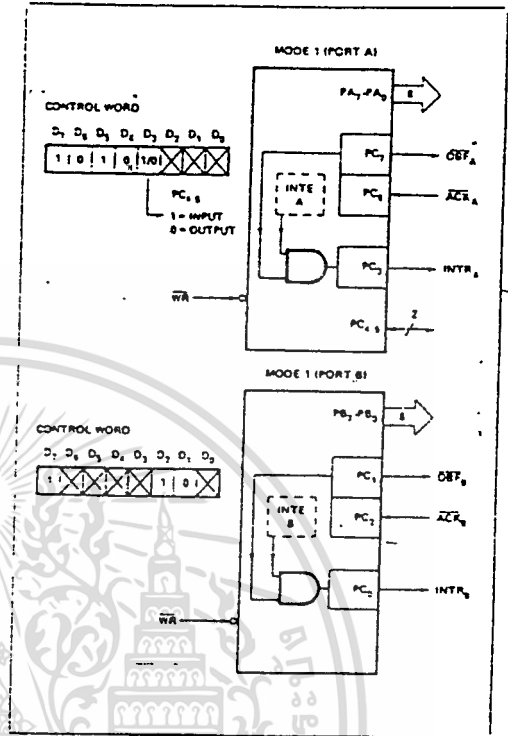 MODE 1 (PORT A)
PA7-PA0
8
CONTROL WORD
D7 D6 D5 D4 D3 D2 D1 D0
1 0 1 0 1/0
PC4,5
1 = INPUT
0 = OUTPUT
PC7
OBFA
INTE
A
PC6
ACKA
PC3
INTRA
WR
PC4,5
2
MODE 1 (PORT B)
PB7-PB0
8
CONTROL WORD
D7 D6 D5 D4 D3 D2 D1 D0
1 1 0
PC1
OBFB
INTE
B
PC2
ACKB
INTRB
WR